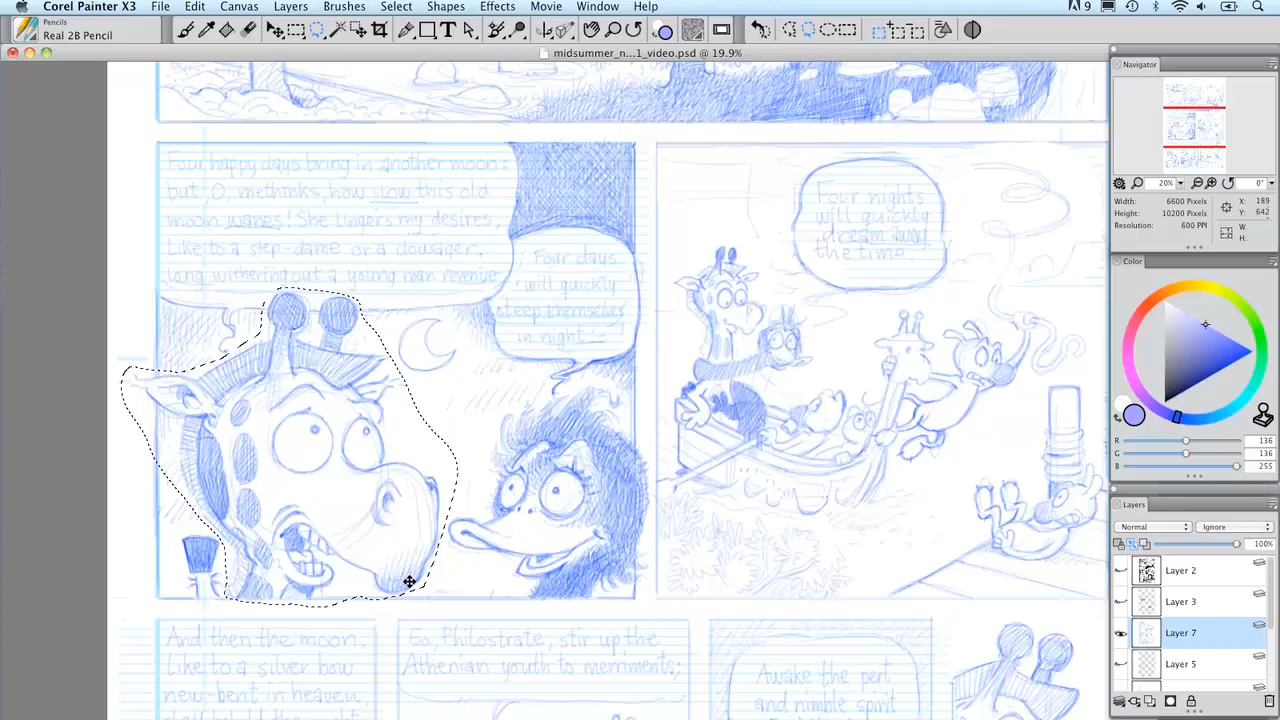 Corel Painter X3 File Edit Canvas Layers Brushes Select Shapes Effects Movie Window Help 9
Pencils
Real 2B Pencil
midsummer_n...1_video.psd @ 19.9%
Four happy days bring in another moon:
but, O, methinks, how slow this old
moon wanes! She lingers my desires,
Like to a step-dame or a dowager,
long withering out a young man revenue
Four days
will quickly
steep themselves
in night.
Four nights
will quickly
dream away
the time.
And then the moon,
Like to a silver bow
new-bent in heaven,
Go, Philostrate, stir up the
Athenian youth to merriments;
Awake the pert
and nimble spirit
Navigator
20% 0°
Width: 6600 Pixels
Height: 10200 Pixels
Resolution: 600 PPI
X: 189
Y: 642
W:
H:
Color
R 136
G 136
B 255
Layers
Normal Ignore
100%
Layer 2
Layer 3
Layer 7
Layer 5